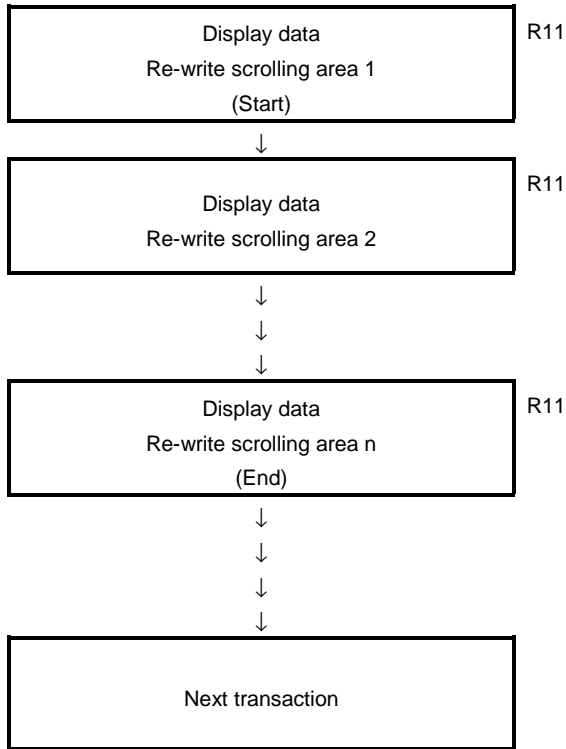 Display data
R11
Re-write scrolling area 1
(Start)
↓
R11
Display data
Re-write scrolling area 2
↓
↓
↓
Display data
R11
Re-write scrolling area n
(End)
↓
↓
↓
↓
Next transaction